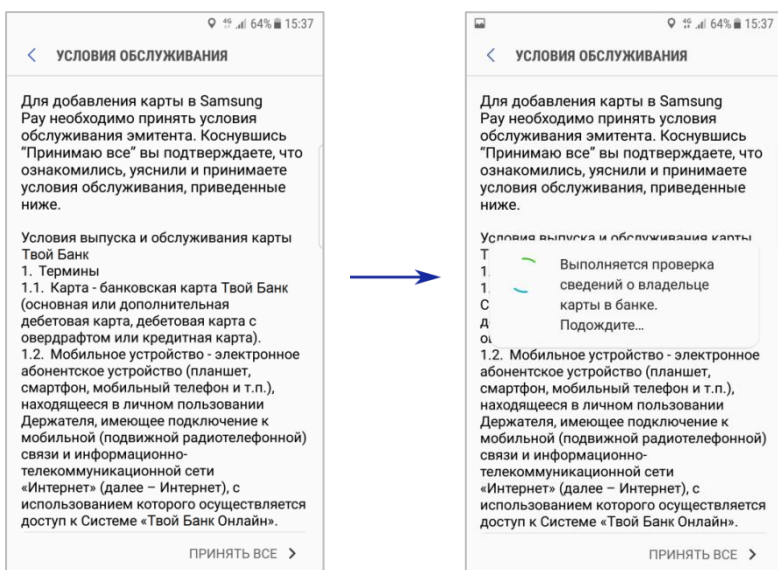 4G 64% 15:37
УСЛОВИЯ ОБСЛУЖИВАНИЯ
Для добавления карты в Samsung
Pay необходимо принять условия
обслуживания эмитента. Коснувшись
"Принимаю все" вы подтверждаете, что
ознакомились, уяснили и принимаете
условия обслуживания, приведенные
ниже.
Условия выпуска и обслуживания карты
Твой Банк
1. Термины
1.1. Карта - банковская карта Твой Банк
(основная или дополнительная
дебетовая карта, дебетовая карта с
овердрафтом или кредитная карта).
1.2. Мобильное устройство - электронное
абонентское устройство (планшет,
смартфон, мобильный телефон и т.п.),
находящееся в личном пользовании
Держателя, имеющее подключение к
мобильной (подвижной радиотелефонной)
связи и информационно-
телекоммуникационной сети
«Интернет» (далее – Интернет), с
использованием которого осуществляется
доступ к Системе «Твой Банк Онлайн».
ПРИНЯТЬ ВСЕ
4G 64% 15:37
УСЛОВИЯ ОБСЛУЖИВАНИЯ
Для добавления карты в Samsung
Pay необходимо принять условия
обслуживания эмитента. Коснувшись
"Принимаю все" вы подтверждаете, что
ознакомились, уяснили и принимаете
условия обслуживания, приведенные
ниже.
Условия выпуска и обслуживания карты
Выполняется проверка
сведений о владельце
карты в банке.
Подождите...
1.2. Мобильное устройство - электронное
абонентское устройство (планшет,
смартфон, мобильный телефон и т.п.),
находящееся в личном пользовании
Держателя, имеющее подключение к
мобильной (подвижной радиотелефонной)
связи и информационно-
телекоммуникационной сети
«Интернет» (далее – Интернет), с
использованием которого осуществляется
доступ к Системе «Твой Банк Онлайн».
ПРИНЯТЬ ВСЕ